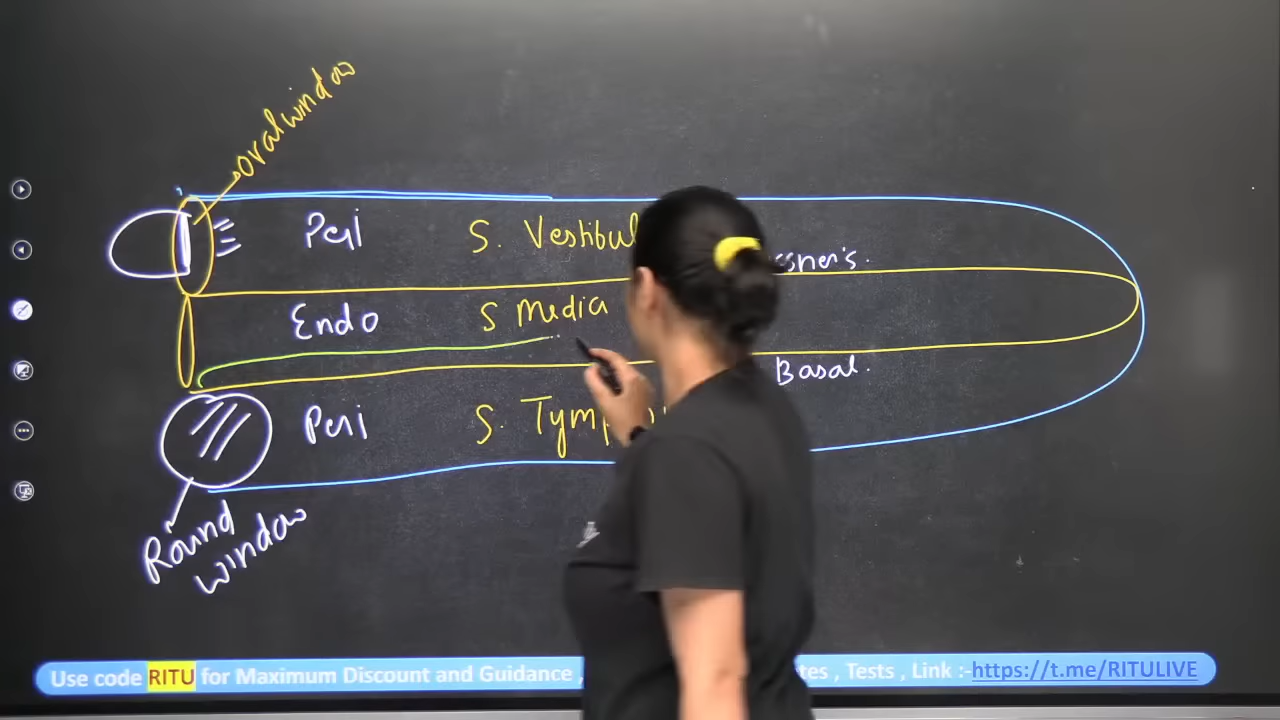 oval window
Peri
S. Vestibul
ssner's.
Endo
S Media
Basal.
Peri
S. Tymp
Round
window
Use code RITU for Maximum Discount and Guidance , tes , Tests , Link :-https://t.me/RITULIVE